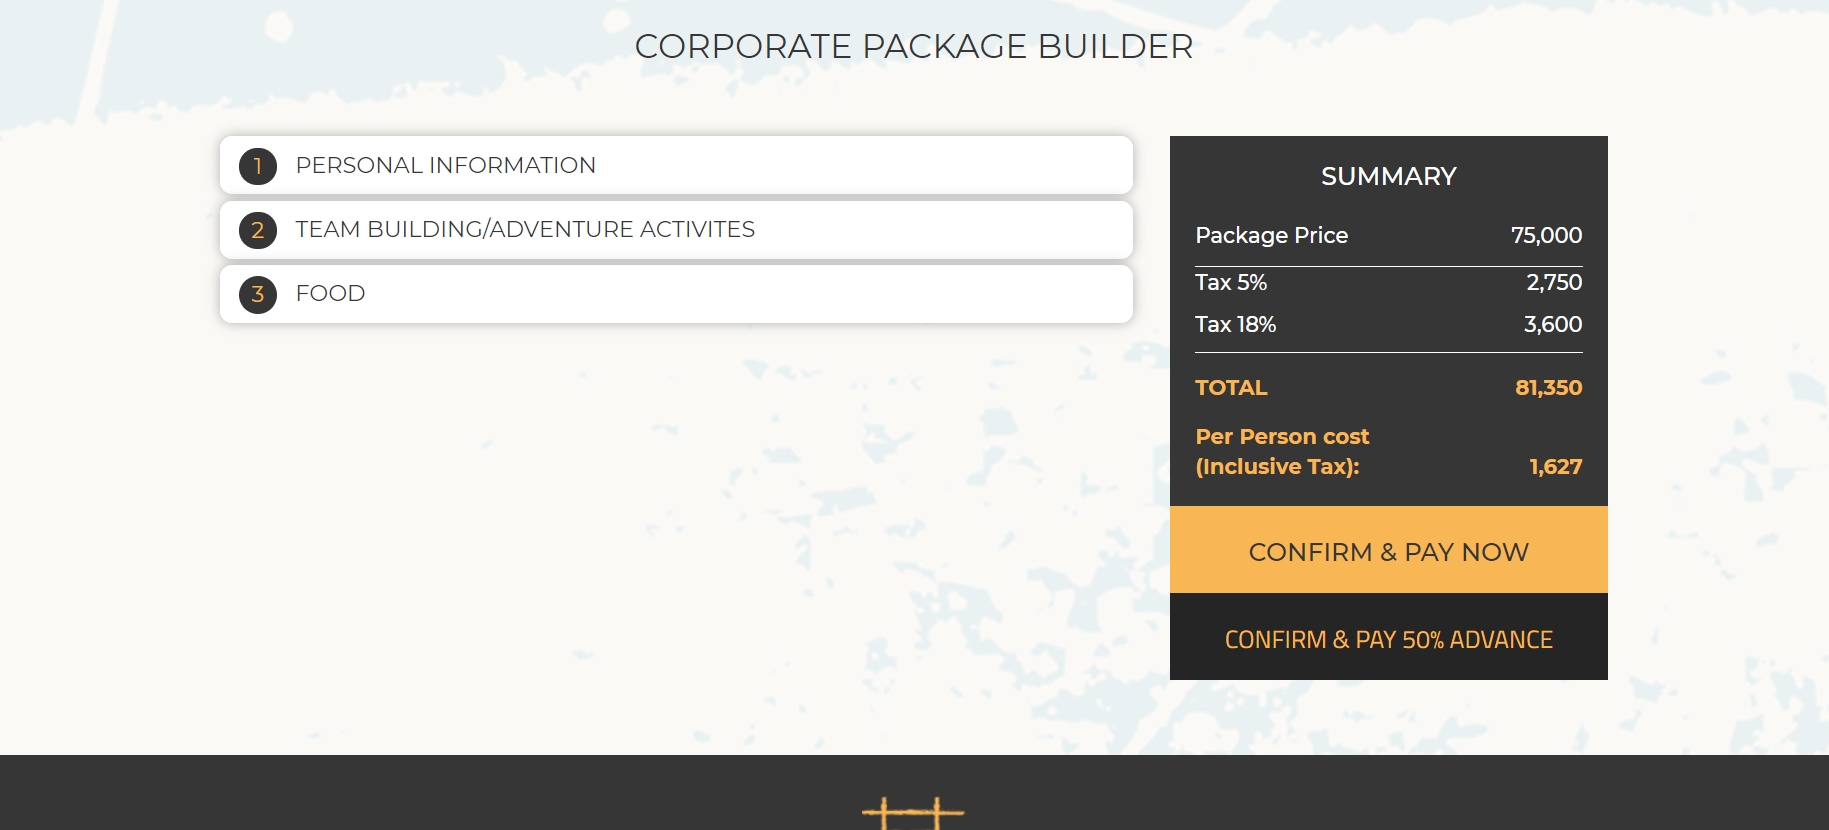 CORPORATE PACKAGE BUILDER
1 PERSONAL INFORMATION
2 TEAM BUILDING/ADVENTURE ACTIVITES
3 FOOD
SUMMARY
Package Price 75,000
Tax 5% 2,750
Tax 18% 3,600
TOTAL 81,350
Per Person cost
(Inclusive Tax): 1,627
CONFIRM & PAY NOW
CONFIRM & PAY 50% ADVANCE